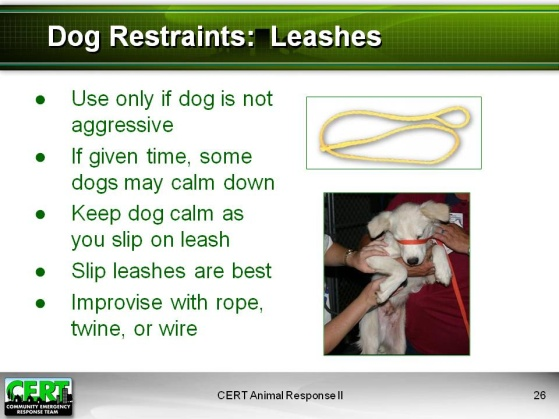 Dog Restraints: Leashes
● Use only if dog is not
aggressive
● If given time, some
dogs may calm down
● Keep dog calm as
you slip on leash
● Slip leashes are best
● Improvise with rope,
twine, or wire
CERT
COMMUNITY EMERGENCY
RESPONSE TEAM
CERT Animal Response II
26